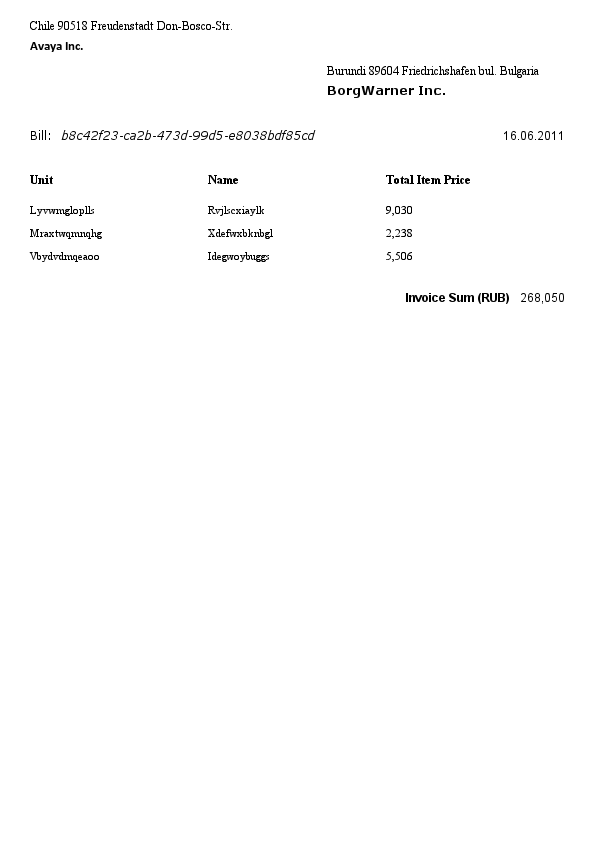 Chile 90518 Freudenstadt Don-Bosco-Str.
Avaya Inc.
Burundi 89604 Friedrichshafen bul. Bulgaria
BorgWarner Inc.
Bill: b8c42f23-ca2b-473d-99d5-e8038bdf85cd 16.06.2011
Unit Name Total Item Price
Lyvwmgloplls Rvjlscxiaylk 9,030
Mraxtwqmnqhg Xdefwxbknbgl 2,238
Vbydvdmqeaoo Idegwoybuggs 5,506
Invoice Sum (RUB) 268,050